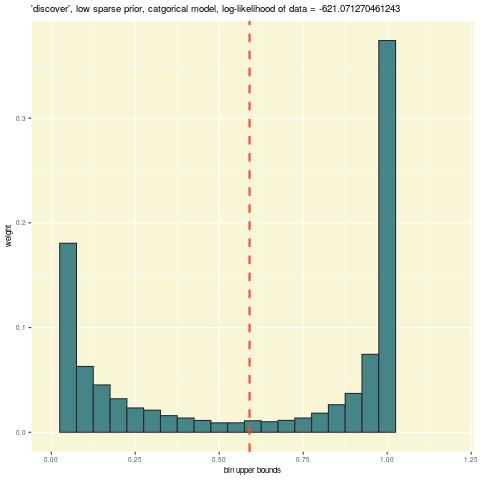 'discover', low sparse prior, catgorical model, log-likelihood of data = -621.071270461243
0.3
0.2
0.1
0.0
weight
0.00 0.25 0.50 0.75 1.00 1.25
bin upper bounds